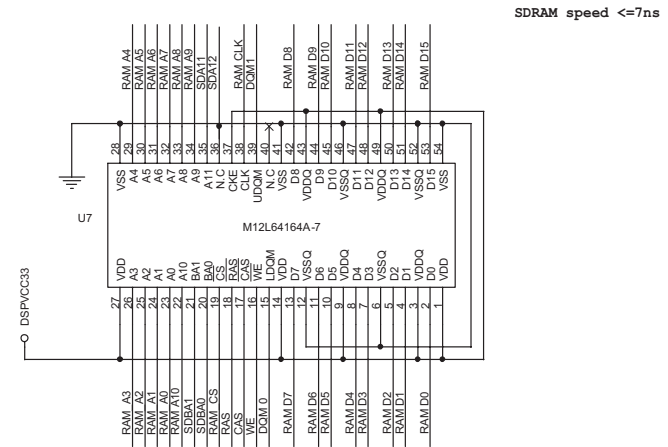 SDRAM speed <=7ns
RAM A4
RAM A5
RAM A6
RAM A7
RAM A8
RAM A9
SDA11
SDA12
RAM CLK
DQM1
RAM D8
RAM D9
RAM D10
RAM D11
RAM D12
RAM D13
RAM D14
RAM D15
28
29
30
31
32
33
34
35
36
37
38
39
40
41
42
43
44
45
46
47
48
49
50
51
52
53
54
VSS
A4
A5
A6
A7
A8
A9
A11
N.C
CKE
CLK
UDQM
N.C
VSS
D8
VDDQ
D9
D10
VSSQ
D11
D12
VDDQ
D13
D14
VSSQ
D15
VSS
U7
M12L64164A-7
VDD
A3
A2
A1
A0
A10
BA1
BA0
CS
RAS
CAS
WE
LDQM
VDD
D7
VSSQ
D6
D5
VDDQ
D4
D3
VSSQ
D2
D1
VDDQ
D0
VDD
27
26
25
24
23
22
21
20
19
18
17
16
15
14
13
12
11
10
9
8
7
6
5
4
3
2
1
DSPVCC33
RAM A3
RAM A2
RAM A1
RAM A0
RAM A10
SDBA1
SDBA0
RAM CS
RAS
CAS
WE
DQM 0
RAM D7
RAM D6
RAM D5
RAM D4
RAM D3
RAM D2
RAM D1
RAM D0